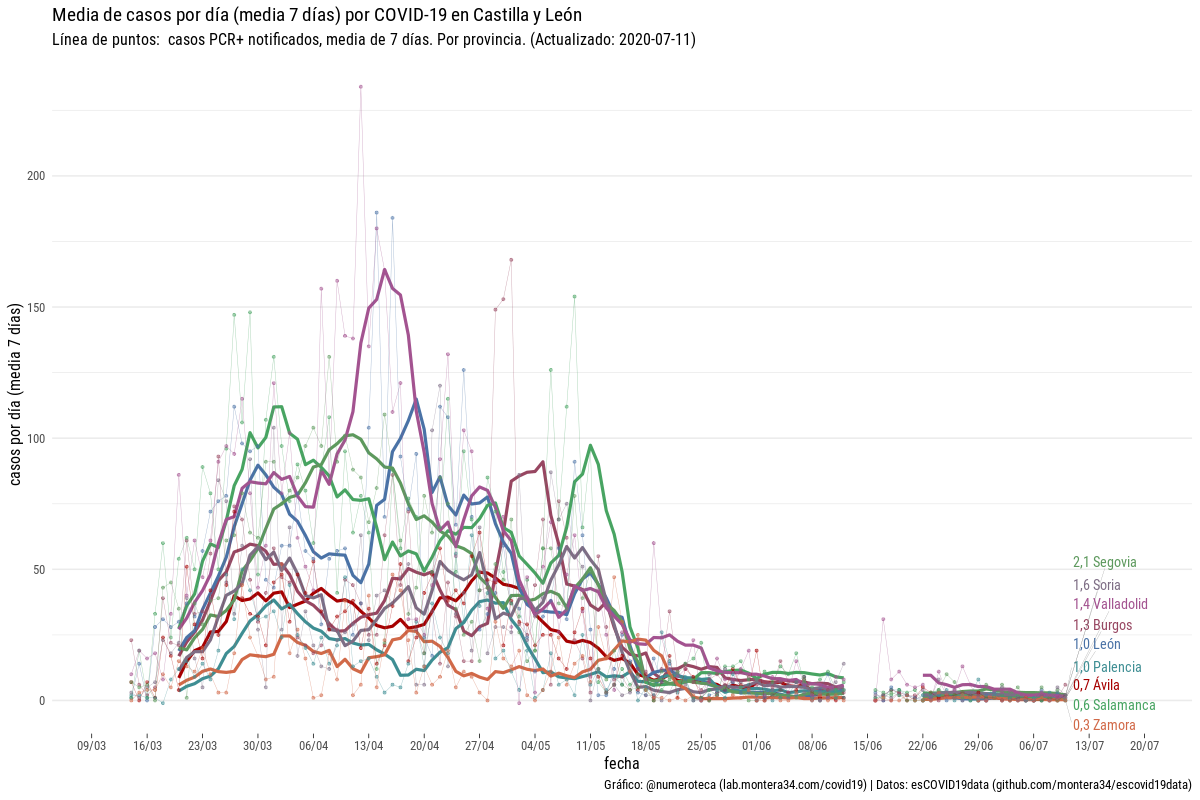 Media de casos por día (media 7 días) por COVID-19 en Castilla y León
Línea de puntos:  casos PCR+ notificados, media de 7 días. Por provincia. (Actualizado: 2020-07-11)
casos por día (media 7 días)
200
150
100
50
0
2,1 Segovia
1,6 Soria
1,4 Valladolid
1,3 Burgos
1,0 León
1,0 Palencia
0,7 Ávila
0,6 Salamanca
0,3 Zamora
09/03 16/03 23/03 30/03 06/04 13/04 20/04 27/04 04/05 11/05 18/05 25/05 01/06 08/06 15/06 22/06 29/06 06/07 13/07 20/07
fecha
Gráfico: @numeroteca (lab.montera34.com/covid19) | Datos: esCOVID19data (github.com/montera34/escovid19data)